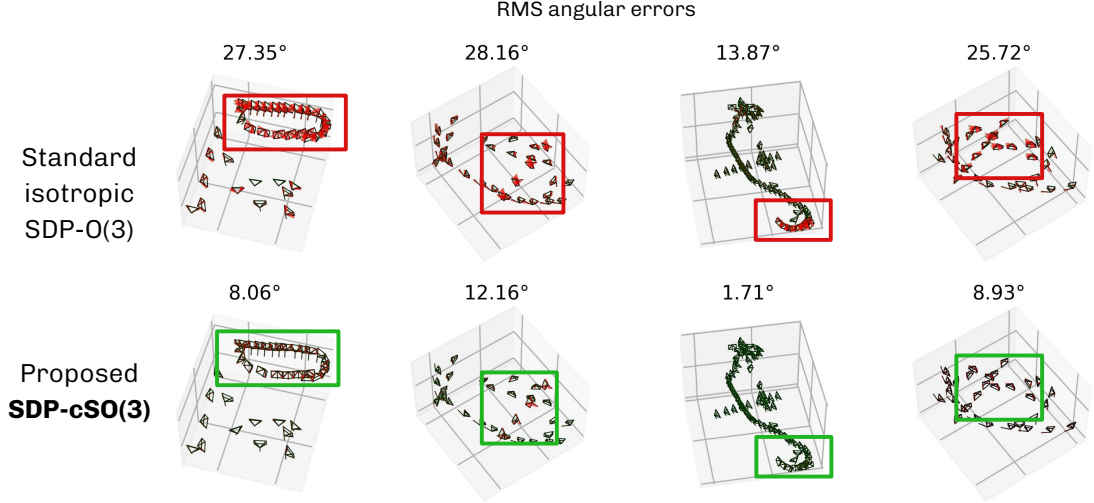 RMS angular errors
27.35° 28.16° 13.87° 25.72°
Standard
isotropic
SDP-O(3)
8.06° 12.16° 1.71° 8.93°
Proposed
SDP-cSO(3)